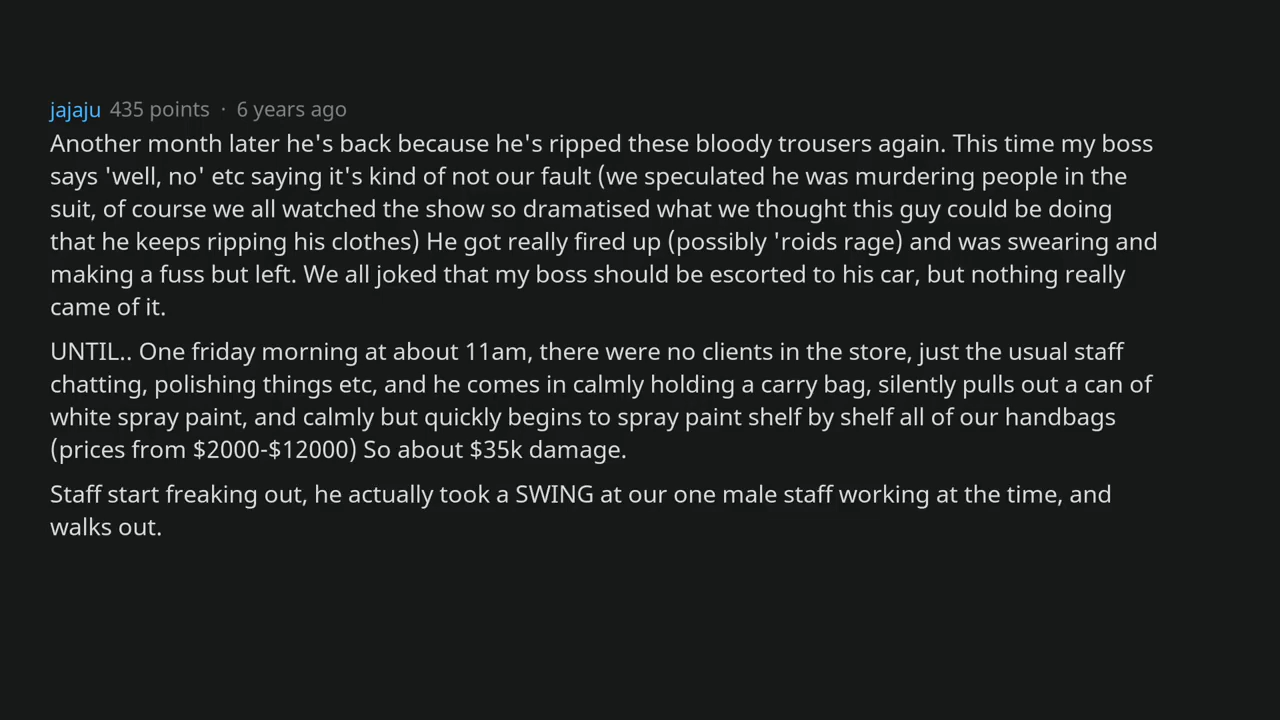 jajaju 435 points · 6 years ago
Another month later he's back because he's ripped these bloody trousers again. This time my boss
says 'well, no' etc saying it's kind of not our fault (we speculated he was murdering people in the
suit, of course we all watched the show so dramatised what we thought this guy could be doing
that he keeps ripping his clothes) He got really fired up (possibly 'roids rage) and was swearing and
making a fuss but left. We all joked that my boss should be escorted to his car, but nothing really
came of it.
UNTIL.. One friday morning at about 11am, there were no clients in the store, just the usual staff
chatting, polishing things etc, and he comes in calmly holding a carry bag, silently pulls out a can of
white spray paint, and calmly but quickly begins to spray paint shelf by shelf all of our handbags
(prices from $2000-$12000) So about $35k damage.
Staff start freaking out, he actually took a SWING at our one male staff working at the time, and
walks out.